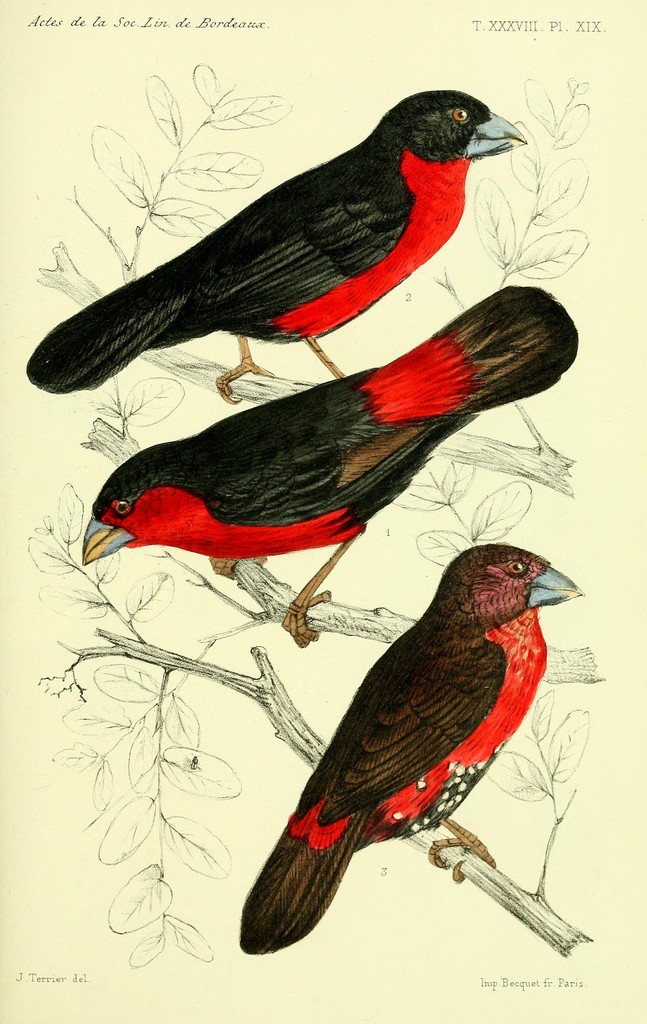 Actes de la Soc. Lin. de Bordeaux.
T. XXXVIII. Pl. XIX.
2
1
3
J. Terrier del.
Imp. Becquet fr. Paris.